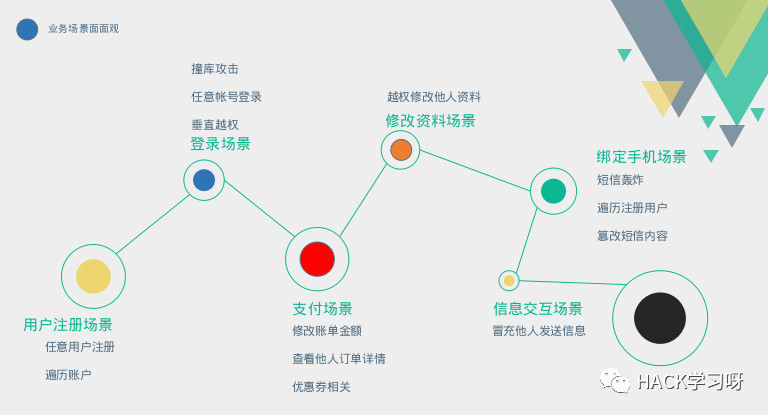 业务场景面面观
撞库攻击
任意帐号登录
垂直越权
登录场景
越权修改他人资料
修改资料场景
绑定手机场景
短信轰炸
遍历注册用户
篡改短信内容
用户注册场景
任意用户注册
遍历账户
支付场景
修改账单金额
查看他人订单详情
优惠券相关
信息交互场景
冒充他人发送信息
HACK学习呀